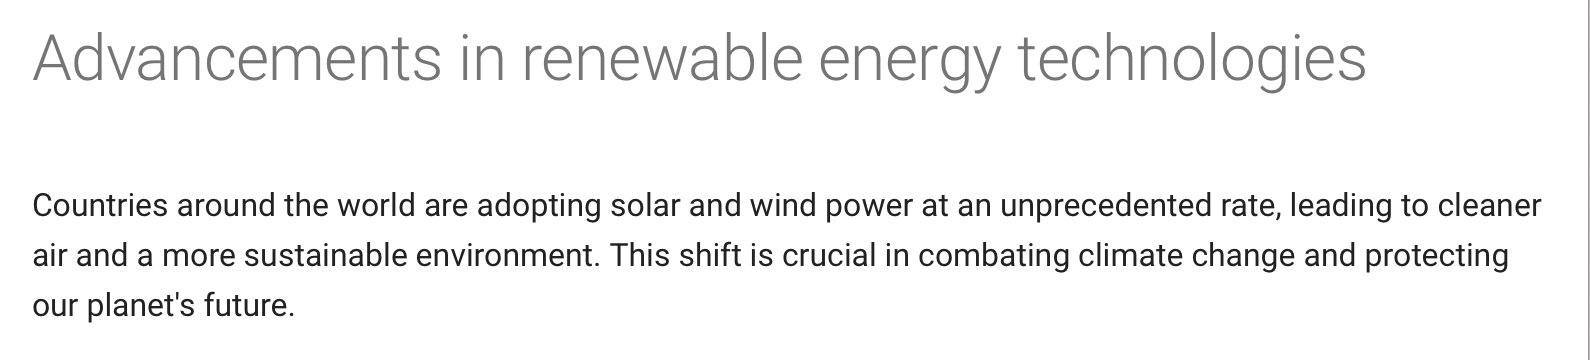 Advancements in renewable energy technologies
Countries around the world are adopting solar and wind power at an unprecedented rate, leading to cleaner
air and a more sustainable environment. This shift is crucial in combating climate change and protecting
our planet's future.